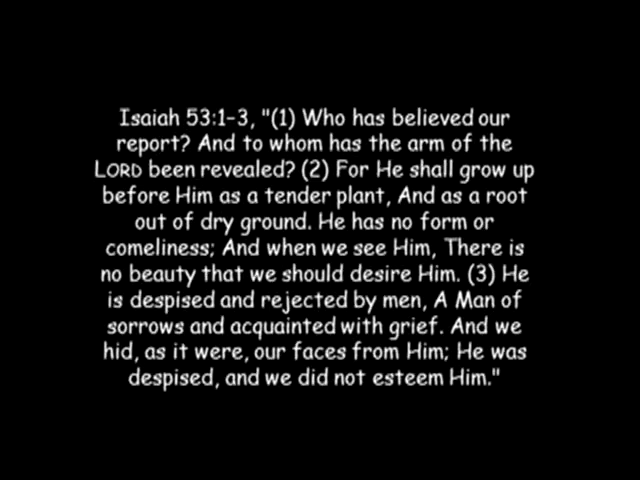 Isaiah 53:1-3, "(1) Who has believed our
report? And to whom has the arm of the
LORD been revealed? (2) For He shall grow up
before Him as a tender plant, And as a root
out of dry ground. He has no form or
comeliness; And when we see Him, There is
no beauty that we should desire Him. (3) He
is despised and rejected by men, A Man of
sorrows and acquainted with grief. And we
hid, as it were, our faces from Him; He was
despised, and we did not esteem Him."